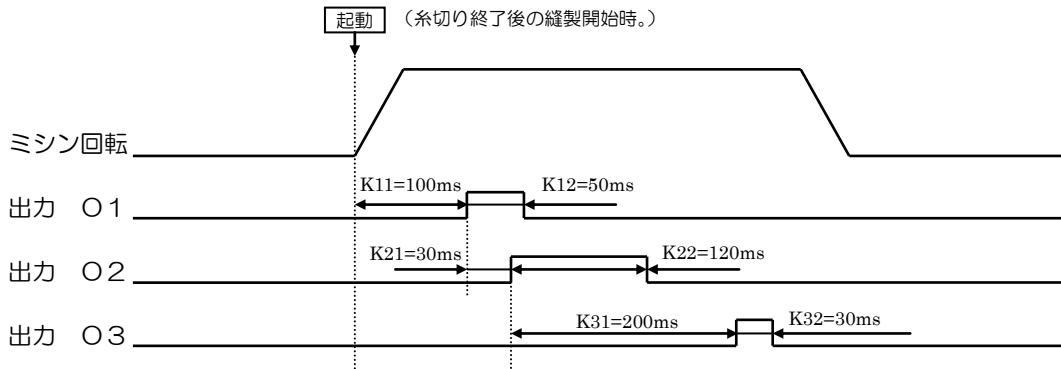 起動 （糸切り終了後の縫製開始時。）
ミシン回転
K11=100ms K12=50ms
出力 O1
K21=30ms K22=120ms
出力 O2
K31=200ms K32=30ms
出力 O3